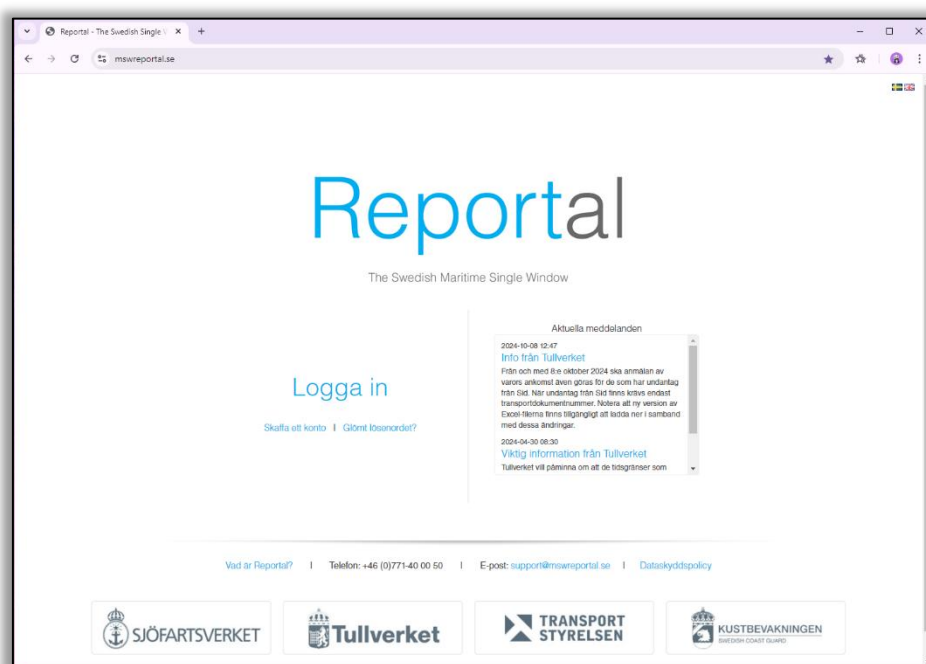 Reportal - The Swedish Single
mswreportal.se
Reportal
The Swedish Maritime Single Window
Logga in
Skaffa ett konto | Glömt lösenordet?
Aktuella meddelanden
2024-10-08 12:47
Info från Tullverket
Från och med 8:e oktober 2024 ska anmälan av
varors ankomst även göras för de som har undantag
från Sid. När undantag från Sid finns krävs endast
transportdokumentnummer. Notera att ny version av
Excel-filerna finns tillgängligt att ladda ner i samband
med dessa ändringar.
2024-04-30 08:30
Viktig information från Tullverket
Tullverket vill påminna om att de tidsgränser som
Vad är Reportal? | Telefon: +46 (0)771-40 00 50 | E-post: support@mswreportal.se | Dataskyddspolicy
SJÖFARTSVERKET
Tullverket
TRANSPORT
STYRELSEN
KUSTBEVAKNINGEN
SWEDISH COAST GUARD